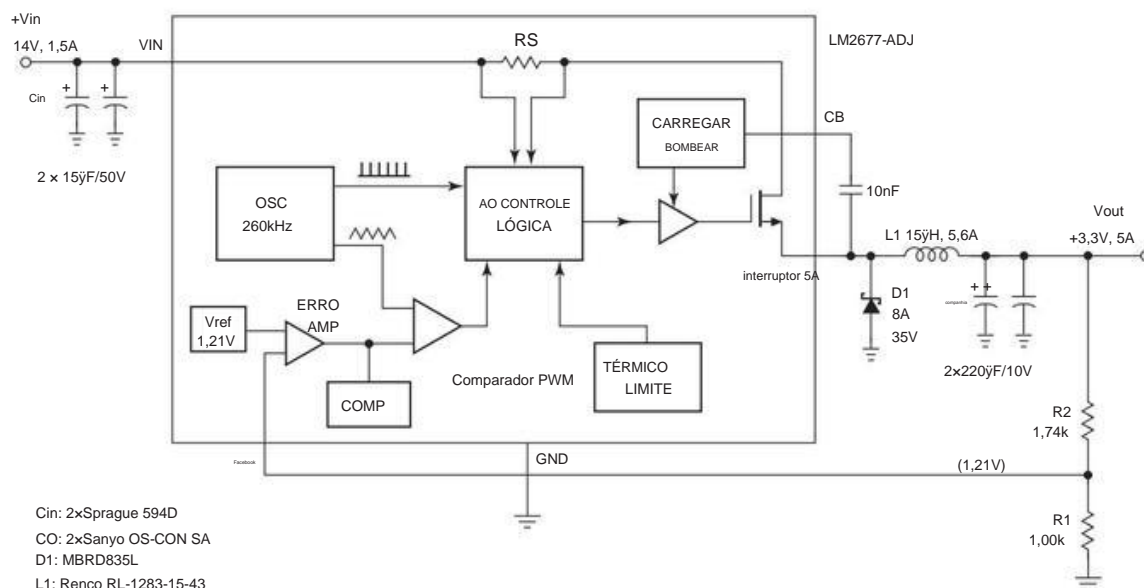 +Vin
14V, 1,5A
VIN
RS
LM2677-ADJ
Cin
+
+
2 × 15ÿF/50V
OSC
260kHz
AO CONTROLE
LÓGICA
CARREGAR
BOMBEAR
CB
10nF
interruptor 5A
L1 15ÿH, 5,6A
Vout
+3,3V, 5A
D1
8A
35V
companhia
+ +
2×220ÿF/10V
Vref
1,21V
ERRO
AMP
COMP
Comparador PWM
TÉRMICO
LIMITE
R2
1,74k
Facebook
GND
(1,21V)
R1
1,00k
Cin: 2×Sprague 594D
CO: 2×Sanyo OS-CON SA
D1: MBRD835L
L1: Renco RL-1283-15-43